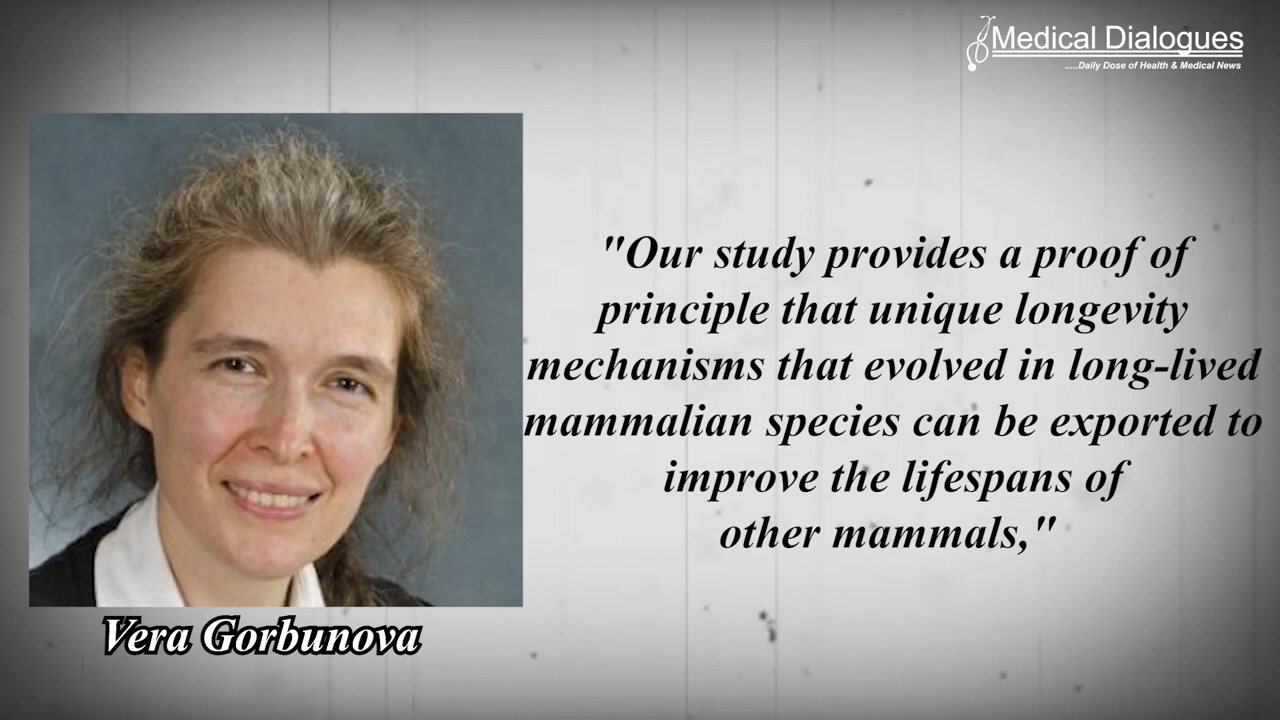 Medical Dialogues
.....Daily Dose of Health & Medical News
"Our study provides a proof of
principle that unique longevity
mechanisms that evolved in long-lived
mammalian species can be exported to
improve the lifespans of
other mammals,"
Vera Gorbunova